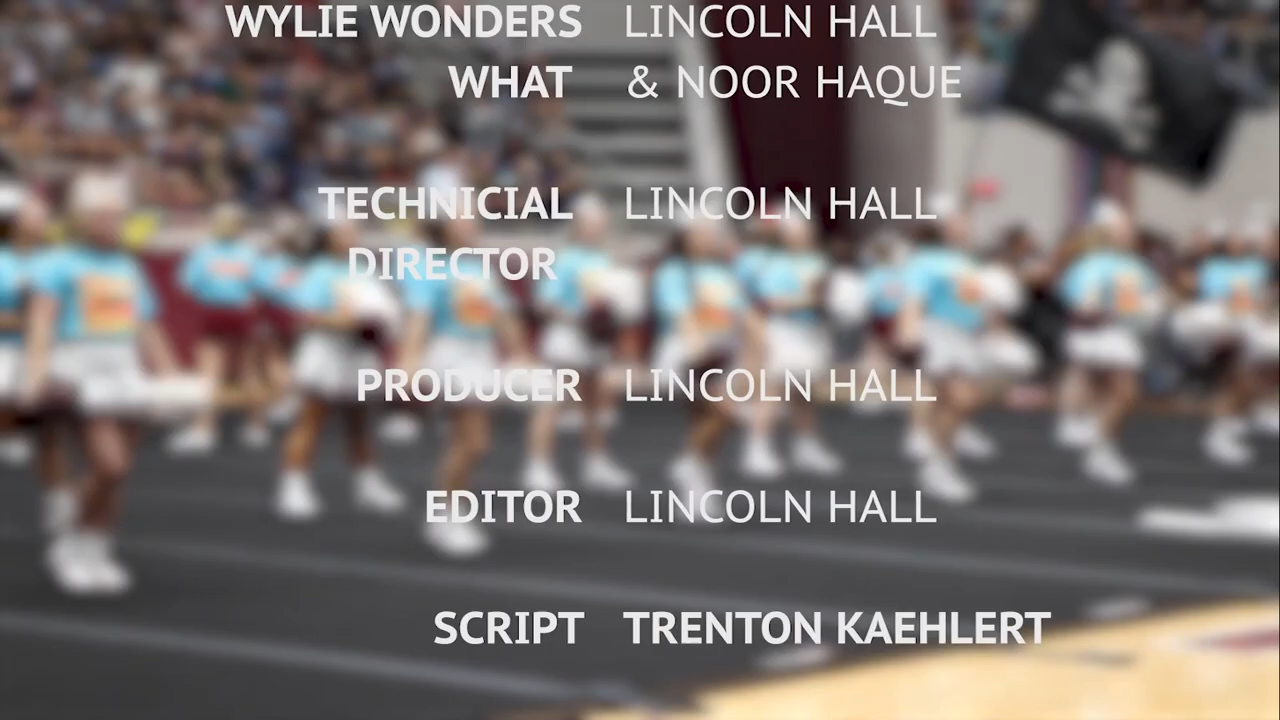 WYLIE WONDERS LINCOLN HALL
WHAT & NOOR HAQUE
TECHNICIAL LINCOLN HALL
DIRECTOR
PRODUCER LINCOLN HALL
EDITOR LINCOLN HALL
SCRIPT TRENTON KAEHLERT